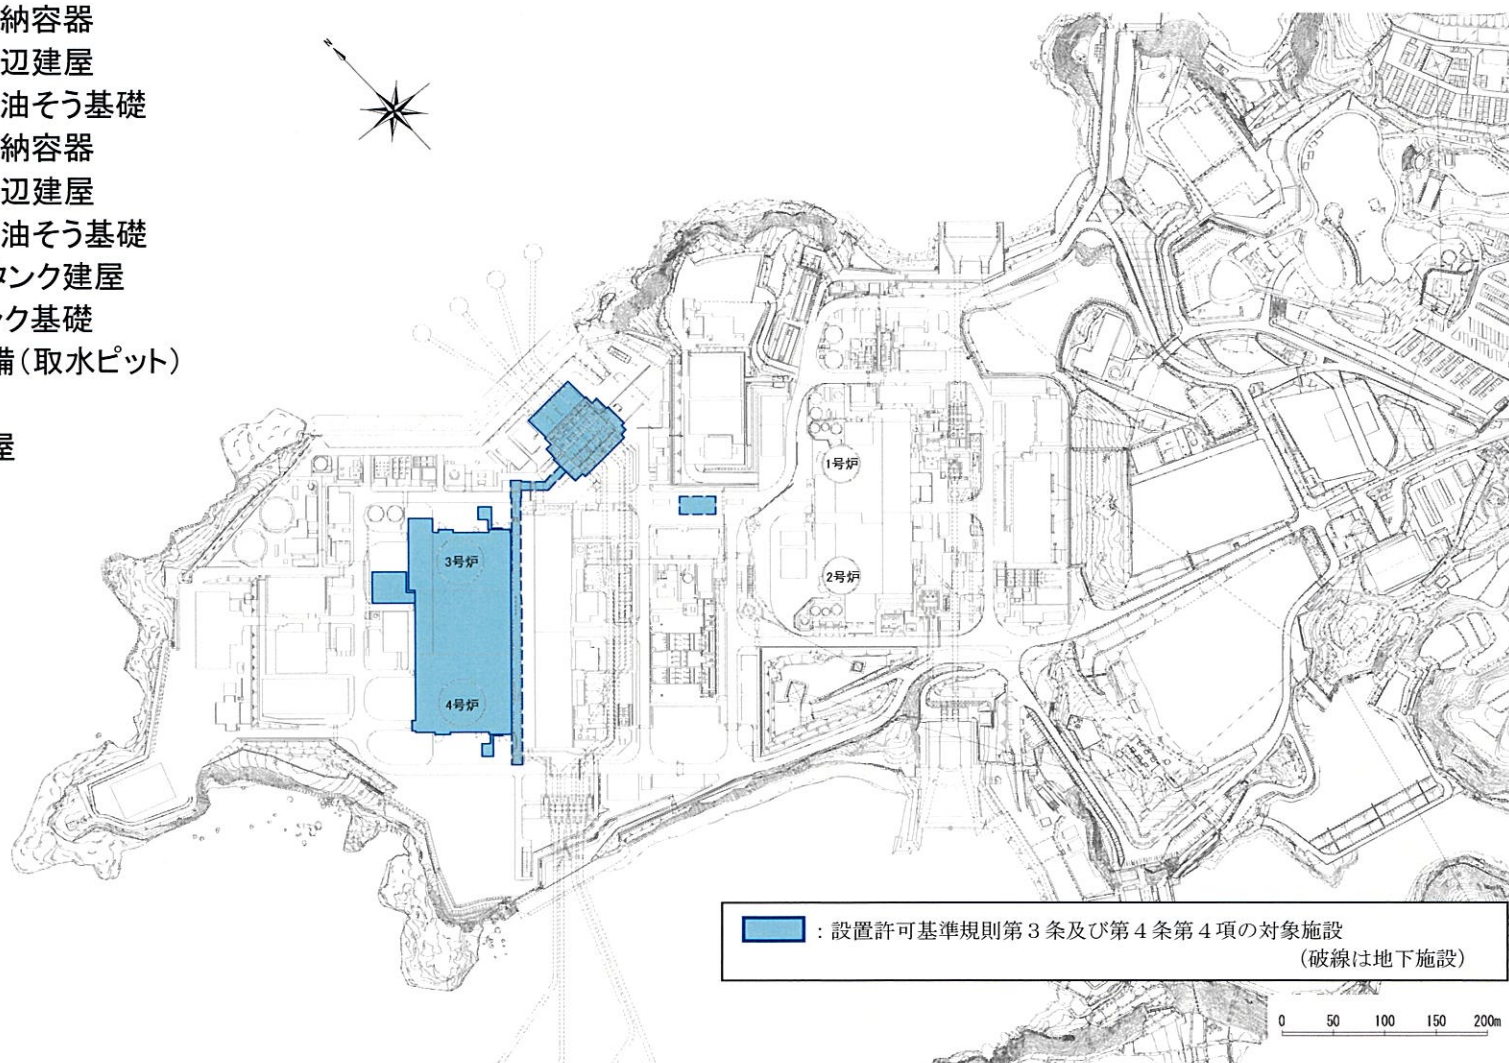 納容器
辺建屋
油そう基礎
納容器
辺建屋
油そう基礎
タンク建屋
ク基礎
備（取水ピット）
屋
N
1号炉
2号炉
3号炉
4号炉
：設置許可基準規則第３条及び第４条第４項の対象施設
（破線は地下施設）
0 50 100 150 200m